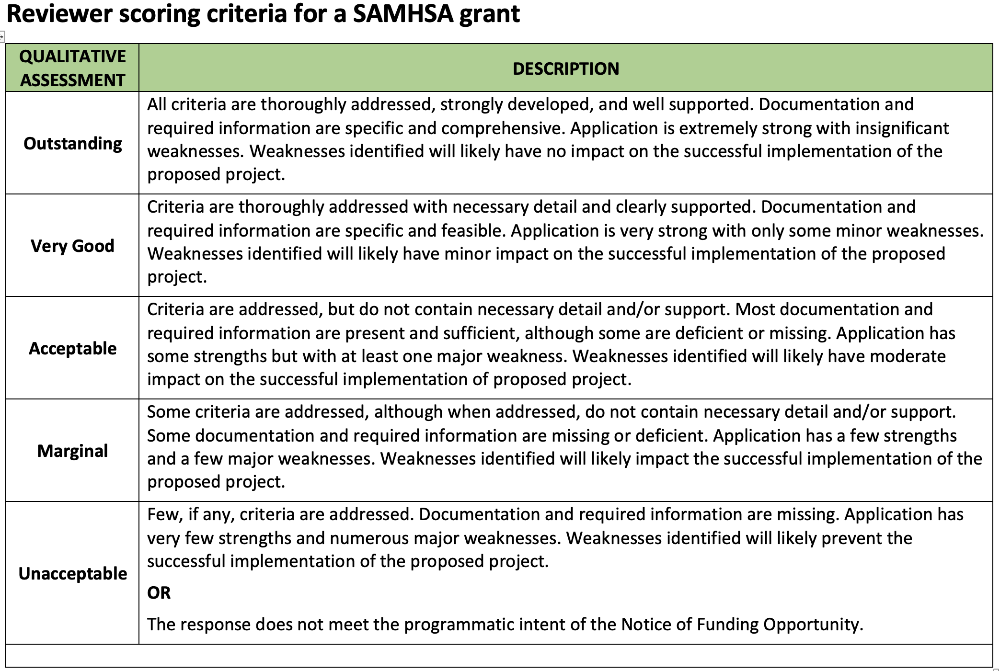 Reviewer scoring criteria for a SAMHSA grant
QUALITATIVE
ASSESSMENT
DESCRIPTION
Outstanding
All criteria are thoroughly addressed, strongly developed, and well supported. Documentation and
required information are specific and comprehensive. Application is extremely strong with insignificant
weaknesses. Weaknesses identified will likely have no impact on the successful implementation of the
proposed project.
Very Good
Criteria are thoroughly addressed with necessary detail and clearly supported. Documentation and
required information are specific and feasible. Application is very strong with only some minor weaknesses.
Weaknesses identified will likely have minor impact on the successful implementation of the proposed
project.
Acceptable
Criteria are addressed, but do not contain necessary detail and/or support. Most documentation and
required information are present and sufficient, although some are deficient or missing. Application has
some strengths but with at least one major weakness. Weaknesses identified will likely have moderate
impact on the successful implementation of proposed project.
Marginal
Some criteria are addressed, although when addressed, do not contain necessary detail and/or support.
Some documentation and required information are missing or deficient. Application has a few strengths
and a few major weaknesses. Weaknesses identified will likely impact the successful implementation of the
proposed project.
Unacceptable
Few, if any, criteria are addressed. Documentation and required information are missing. Application has
very few strengths and numerous major weaknesses. Weaknesses identified will likely prevent the
successful implementation of the proposed project.
OR
The response does not meet the programmatic intent of the Notice of Funding Opportunity.